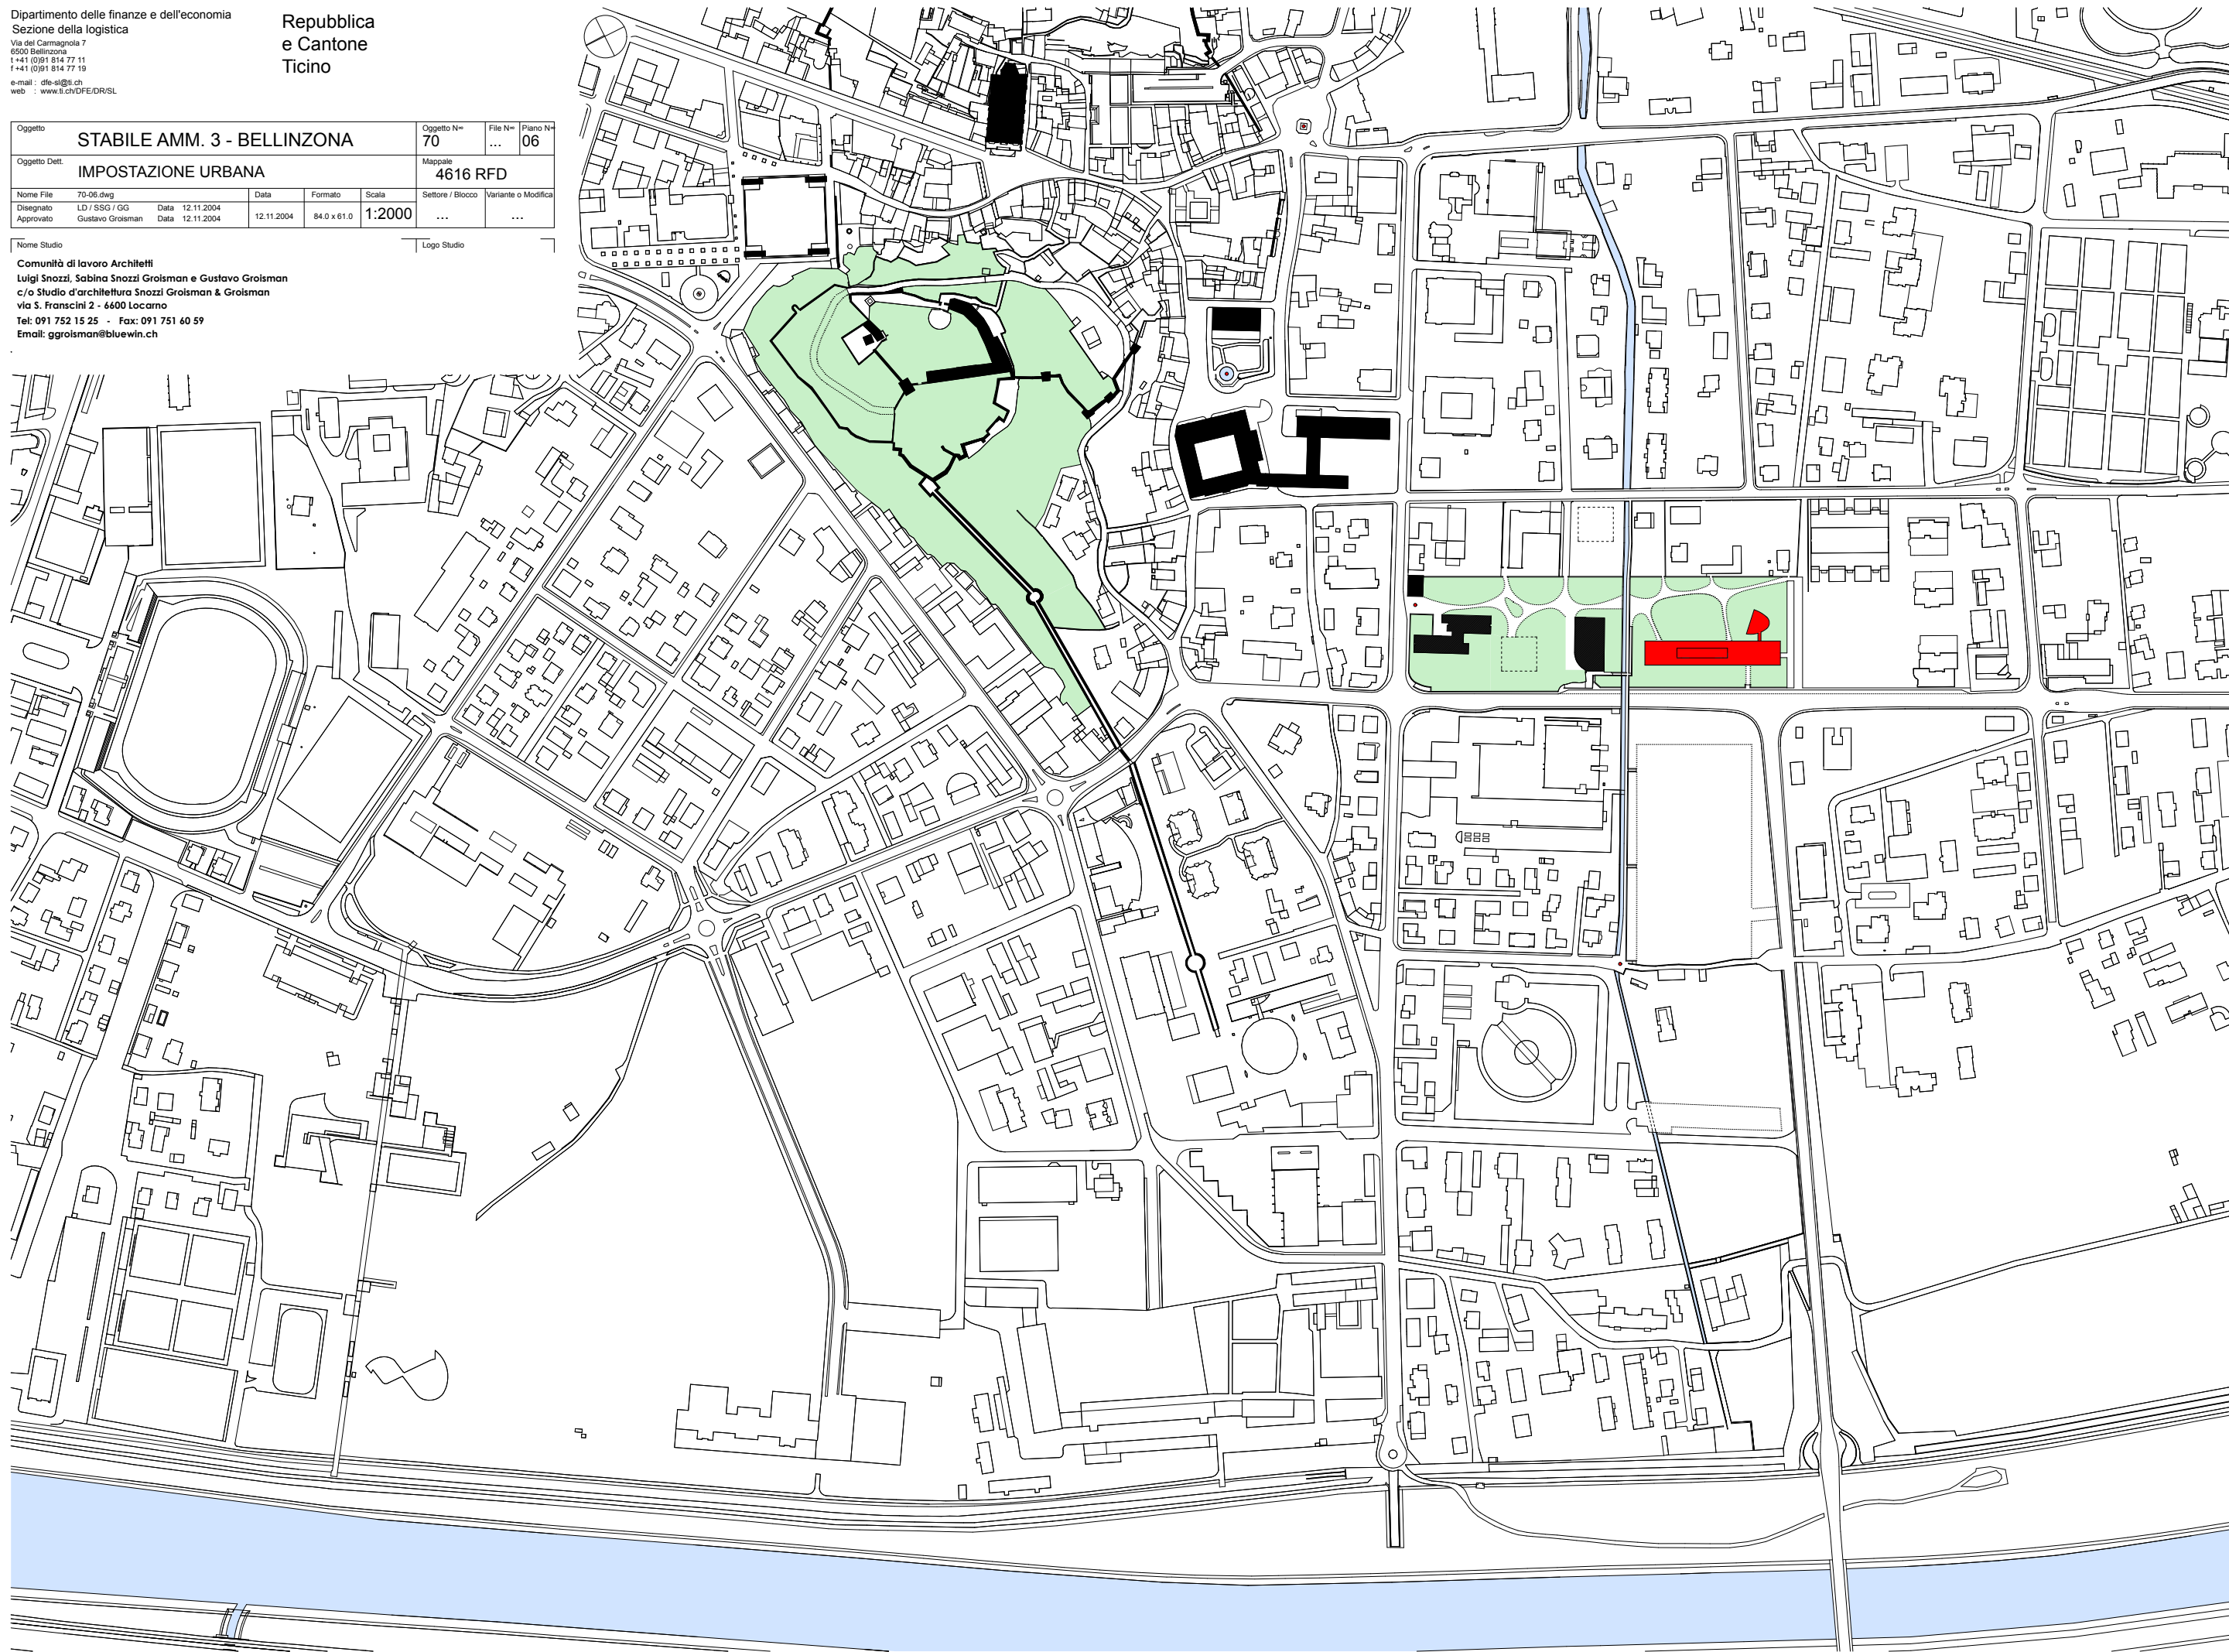 Dipartimento delle finanze e dell'economia
Sezione della logistica
Via del Carmagnola 7
6500 Bellinzona
t +41 (0)91 814 77 11
f +41 (0)91 814 77 19
e-mail : dfe-sl@ti.ch
web : www.ti.ch/DFE/DR/SL
Repubblica
e Cantone
Ticino
Oggetto
STABILE AMM. 3 - BELLINZONA
Oggetto N=
70
File N=
...
Piano N=
06
Oggetto Dett.
IMPOSTAZIONE URBANA
Mappale
4616 RFD
Nome File 70-06.dwg Data Formato Scala Settore / Blocco Variante o Modifica
Disegnato LD / SSG / GG Data 12.11.2004
Approvato Gustavo Groisman Data 12.11.2004
12.11.2004 84.0 x 61.0 1:2000 ... ...
Nome Studio Logo Studio
Comunità di lavoro Architetti
Luigi Snozzi, Sabina Snozzi Groisman e Gustavo Groisman
c/o Studio d'architettura Snozzi Groisman & Groisman
via S. Franscini 2 - 6600 Locarno
Tel: 091 752 15 25 - Fax: 091 751 60 59
Email: ggroisman@bluewin.ch